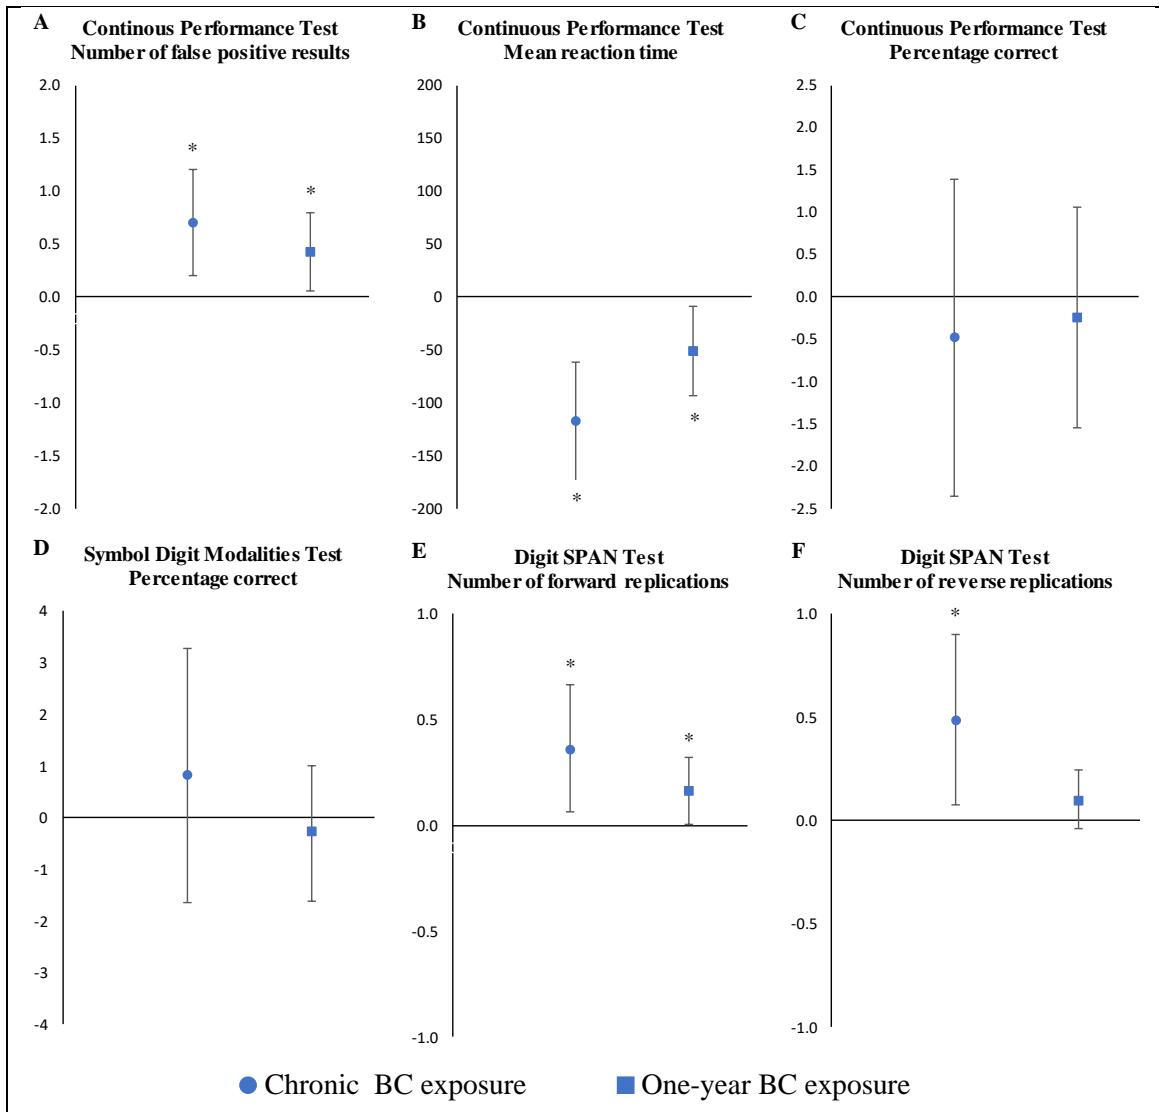 A
Continous Performance Test
Number of false positive results
2.0
1.5
*
1.0
*
0.5
0.0
-0.5
-1.0
-1.5
-2.0
B
Continuous Performance Test
Mean reaction time
200
150
100
50
0
-50
-100
*
-150
*
-200
C
Continuous Performance Test
Percentage correct
2.5
2.0
1.5
1.0
0.5
0.0
-0.5
-1.0
-1.5
-2.0
-2.5
D
Symbol Digit Modalities Test
Percentage correct
4
3
2
1
0
-1
-2
-3
-4
E
Digit SPAN Test
Number of forward replications
1.0
*
0.5
*
0.0
-0.5
-1.0
F
Digit SPAN Test
Number of reverse replications
1.0
*
0.5
0.0
-0.5
-1.0
Chronic BC exposure
One-year BC exposure